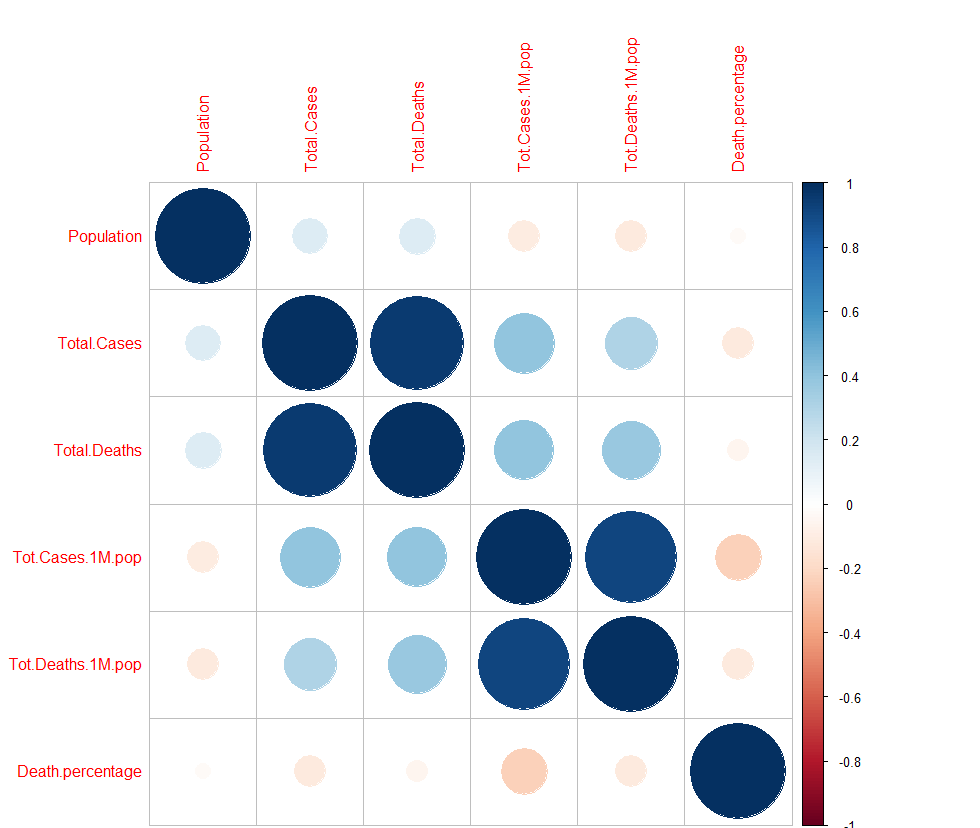 Population
Total.Cases
Total.Deaths
Tot.Cases.1M.pop
Tot.Deaths.1M.pop
Death.percentage
Population
Total.Cases
Total.Deaths
Tot.Cases.1M.pop
Tot.Deaths.1M.pop
Death.percentage
1
0.8
0.6
0.4
0.2
0
-0.2
-0.4
-0.6
-0.8
-1